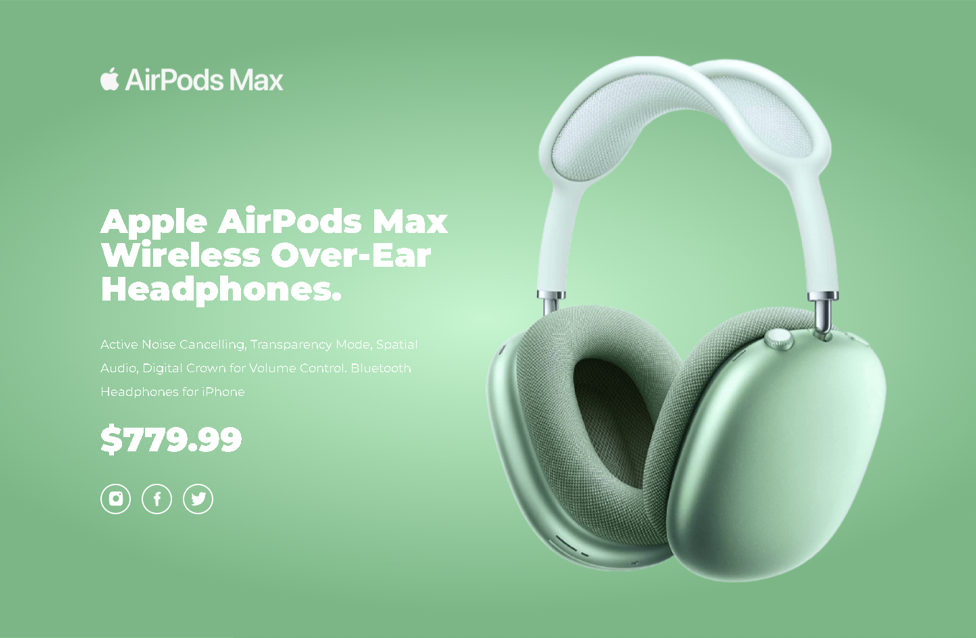 AirPods Max
Apple AirPods Max
Wireless Over-Ear
Headphones.
Active Noise Cancelling, Transparency Mode, Spatial
Audio, Digital Crown for Volume Control. Bluetooth
Headphones for iPhone
$779.99